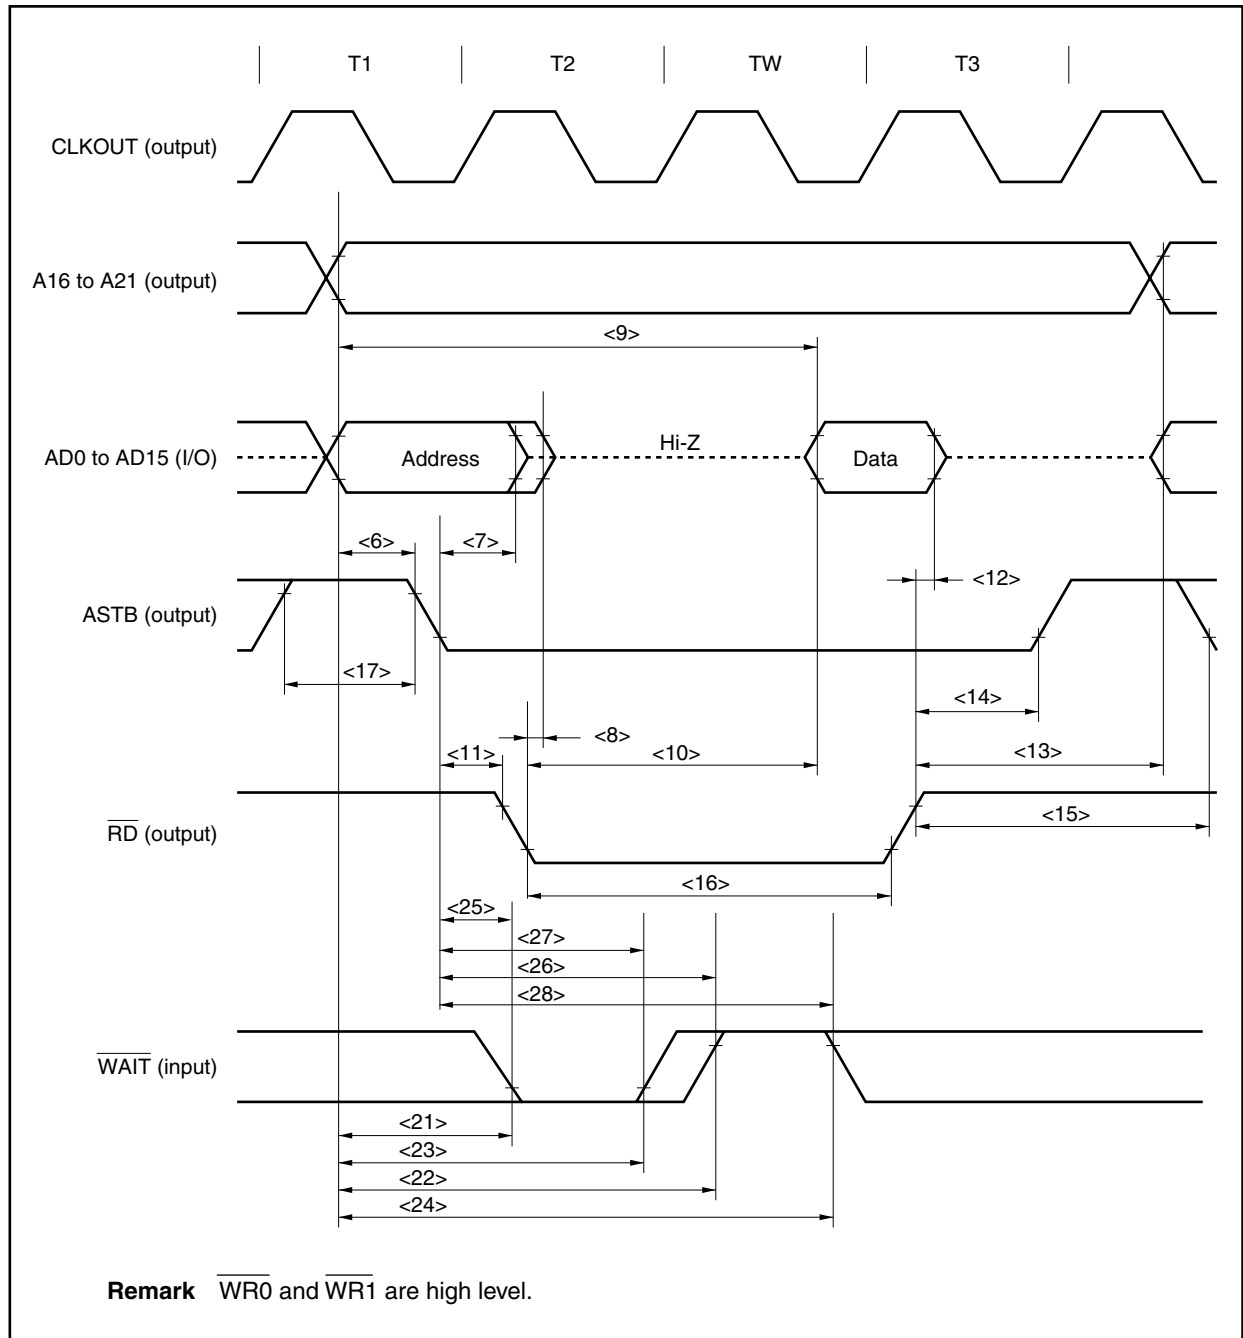 T1 T2 TW T3
CLKOUT (output)
A16 to A21 (output)
<9>
AD0 to AD15 (I/O) Address Hi-Z Data
<6> <7>
<12>
ASTB (output)
<17>
<14>
<8>
<11> <10> <13>
<15>
RD (output)
<16>
<25>
<27>
<26>
<28>
WAIT (input)
<21>
<23>
<22>
<24>
Remark WR0 and WR1 are high level.